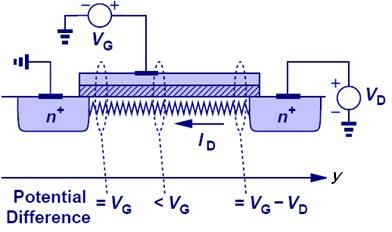 − +
V_G
+
−
V_D
n⁺
n⁺
I_D
y
Potential
Difference
= V_G
< V_G
= V_G − V_D